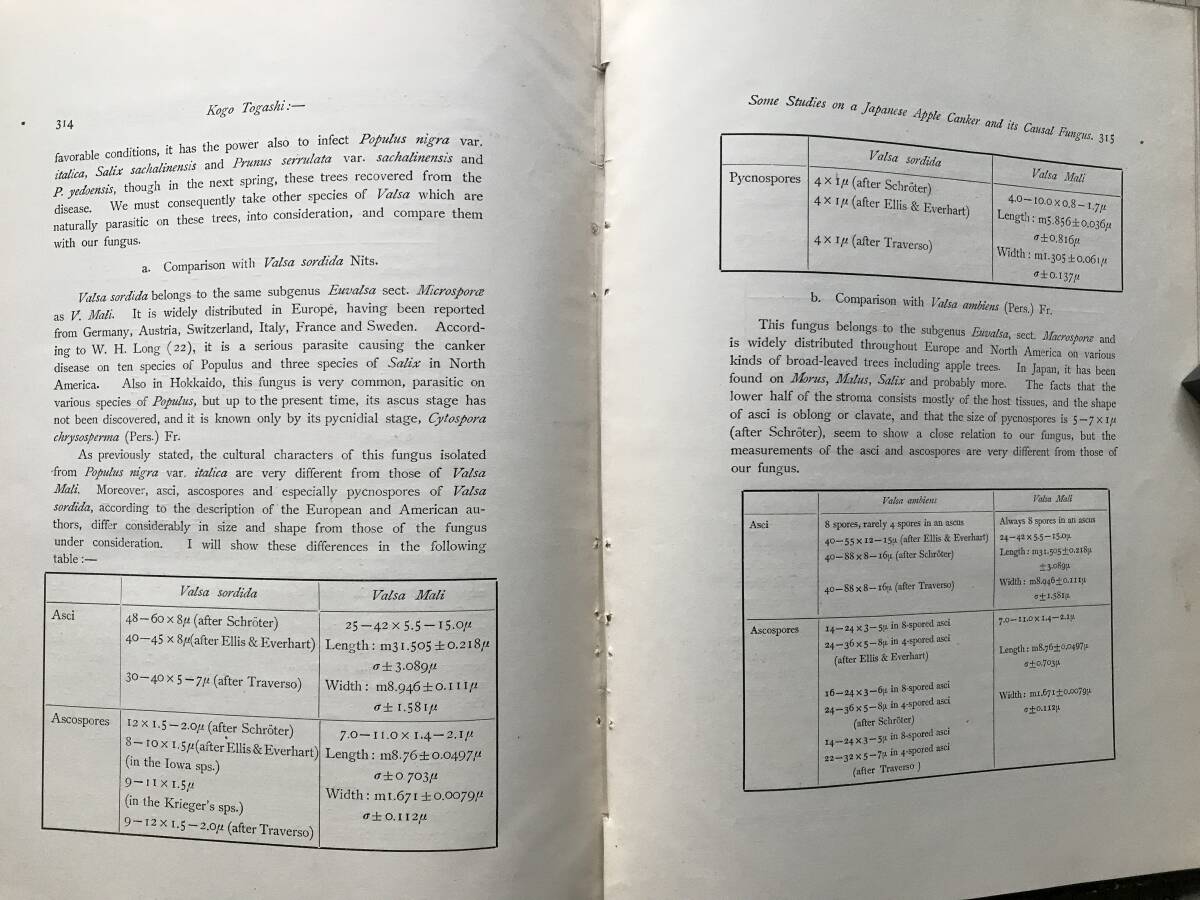 314
Kogo Togashi:—
favorable conditions, it has the power also to infect Populus nigra var.
italica, Salix sachalinensis and Prunus serrulata var. sachalinensis and
P. yedoensis, though in the next spring, these trees recovered from the
disease. We must consequently take other species of Valsa which are
naturally parasitic on these trees, into consideration, and compare them
with our fungus.
a. Comparison with Valsa sordida Nits.
Valsa sordida belongs to the same subgenus Euvalsa sect. Microsporæ
as V. Mali. It is widely distributed in Europe, having been reported
from Germany, Austria, Switzerland, Italy, France and Sweden. Accord-
ing to W. H. Long (22), it is a serious parasite causing the canker
disease on ten species of Populus and three species of Salix in North
America. Also in Hokkaido, this fungus is very common, parasitic on
various species of Populus, but up to the present time, its ascus stage has
not been discovered, and it is known only by its pycnidial stage, Cytospora
chrysosperma (Pers.) Fr.
As previously stated, the cultural characters of this fungus isolated
from Populus nigra var. italica are very different from those of Valsa
Mali. Moreover, asci, ascospores and especially pycnospores of Valsa
sordida, according to the description of the European and American au-
thors, differ considerably in size and shape from those of the fungus
under consideration. I will show these differences in the following
table:—
Valsa sordida Valsa Mali
Asci 48—60×8μ (after Schröter) 25—42×5.5—15.0μ
40—45×8μ(after Ellis & Everhart) Length: m31.505±0.218μ
σ±3.089μ
30—40×5—7μ (after Traverso) Width: m8.946±0.111μ
σ±1.581μ
Ascospores 12×1.5—2.0μ (after Schröter) 7.0—11.0×1.4—2.1μ
8—10×1.5μ(after Ellis & Everhart) Length: m8.76±0.0497μ
(in the Iowa sps.)
σ±0 703μ
9—11×1.5μ
Width: m1.671±0.0079μ
(in the Krieger's sps.)
σ±0.112μ
9—12×1.5—2.0μ (after Traverso)
Some Studies on a Japanese Apple Canker and its Causal Fungus. 315
Valsa sordida Valsa Mali
Pycnospores 4×1μ (after Schröter) 4.0—10.0×0.8—1.7μ
4×1μ (after Ellis & Everhart) Length: m5.856±0.036μ
σ±0.816μ
4×1μ (after Traverso) Width: m1.305±0.061μ
σ±0.137μ
b. Comparison with Valsa ambiens (Pers.) Fr.
This fungus belongs to the subgenus Euvalsa, sect. Macrosporæ and
is widely distributed throughout Europe and North America on various
kinds of broad-leaved trees including apple trees. In Japan, it has been
found on Morus, Malus, Salix and probably more. The facts that the
lower half of the stroma consists mostly of the host tissues, and the shape
of asci is oblong or clavate, and that the size of pycnospores is 5—7×1μ
(after Schröter), seem to show a close relation to our fungus, but the
measurements of the asci and ascospores are very different from those of
our fungus.
Valsa ambiens Valsa Mali
Asci 8 spores, rarely 4 spores in an ascus Always 8 spores in an ascus
40—55×12—15μ (after Ellis & Everhart) 24—42×5.5—15.0μ
40—88×8—16μ (after Schröter) Length: m31.505±0.218μ
±3.089μ
40—88×8—16μ (after Traverso) Width: m8.946±0.111μ
σ±1.581μ
Ascospores 14—24×3—5μ in 8-spored asci 7.0—11.0×1.4—2.1μ
24—36×5—8μ in 4-spored asci
(after Ellis & Everhart) Length: m8.76±0.0497μ
σ±0.703μ
16—24×3—6μ in 8-spored asci Width: m1.671±0.0079μ
24—36×5—8μ in 4-spored asci σ±0.112μ
(after Schröter)
14—24×3—5μ in 8-spored asci
22—32×5—7μ in 4-spored asci
(after Traverso )